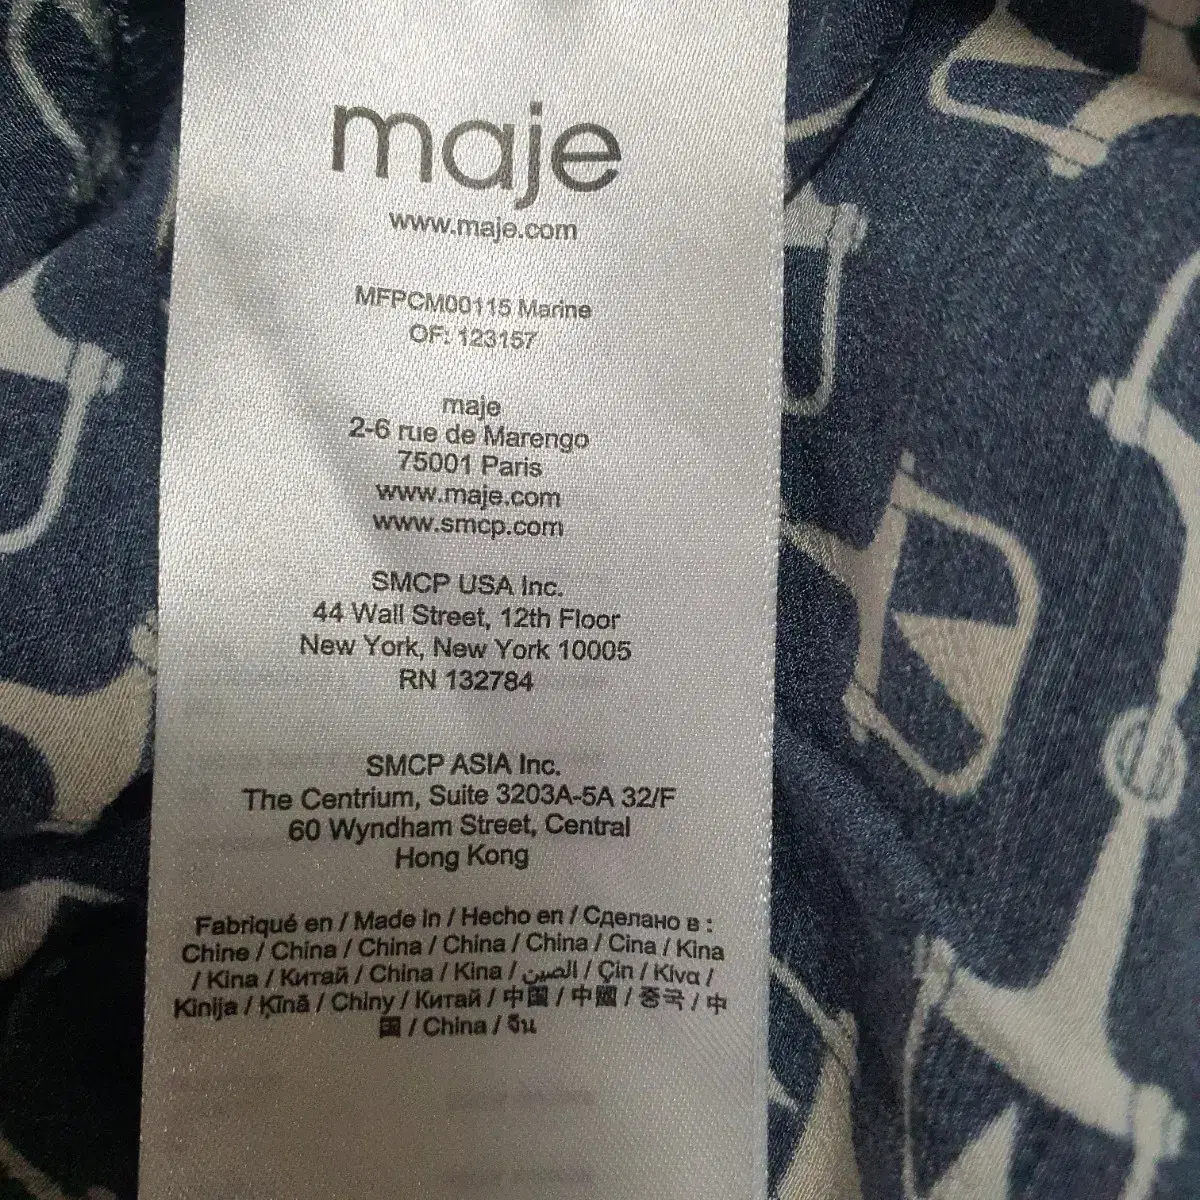 maje
www.maje.com
MFPCM00115 Marine
OF: 123157
maje
2-6 rue de Marengo
75001 Paris
www.maje.com
www.smcp.com
SMCP USA Inc.
44 Wall Street, 12th Floor
New York, New York 10005
RN 132784
SMCP ASIA Inc.
The Centrium, Suite 3203A-5A 32/F
60 Wyndham Street, Central
Hong Kong
Fabriqué en / Made in / Hecho en / Сделано в :
Chine / China / China / China / China / Cina / Kina
/ Kina / Китай / China / Kina / الصين / Çin / Κίνα /
Kinija / Ķīnā / Chiny / Китай / 中国 / 中國 / 중국 / 中
国 / China / จีน